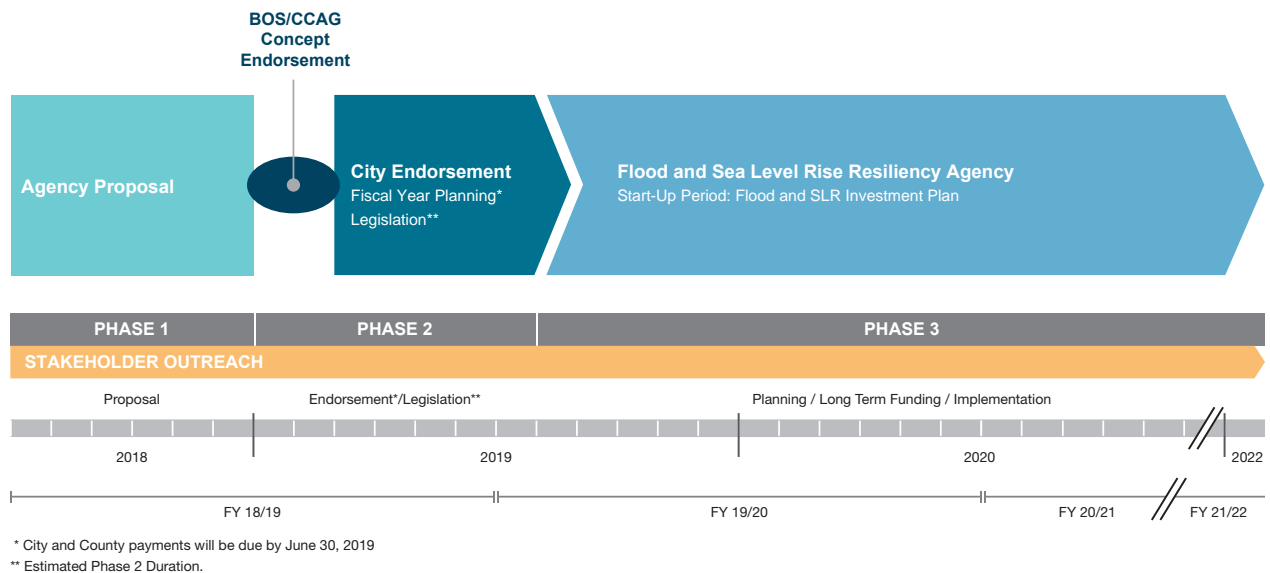 BOS/CCAG
Concept
Endorsement
Agency Proposal
City Endorsement
Fiscal Year Planning*
Legislation**
Flood and Sea Level Rise Resiliency Agency
Start-Up Period: Flood and SLR Investment Plan
PHASE 1
PHASE 2
PHASE 3
STAKEHOLDER OUTREACH
Proposal
Endorsement*/Legislation**
Planning / Long Term Funding / Implementation
2018
2019
2020
2022
FY 18/19
FY 19/20
FY 20/21
FY 21/22
* City and County payments will be due by June 30, 2019
** Estimated Phase 2 Duration.